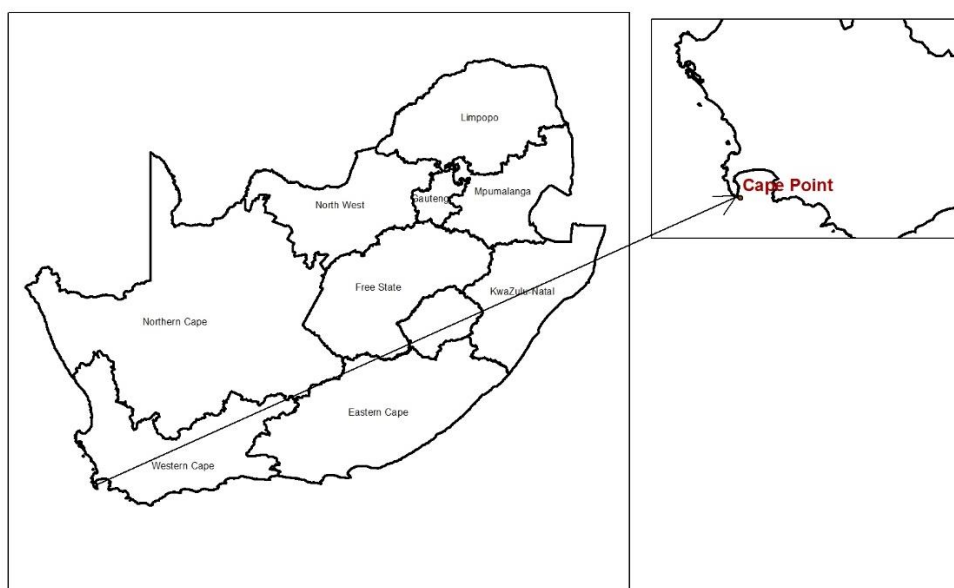 Limpopo
Cape Point
Mpumalanga
Gauteng
North West
Free State
KwaZulu-Natal
Northern Cape
Eastern Cape
Western Cape